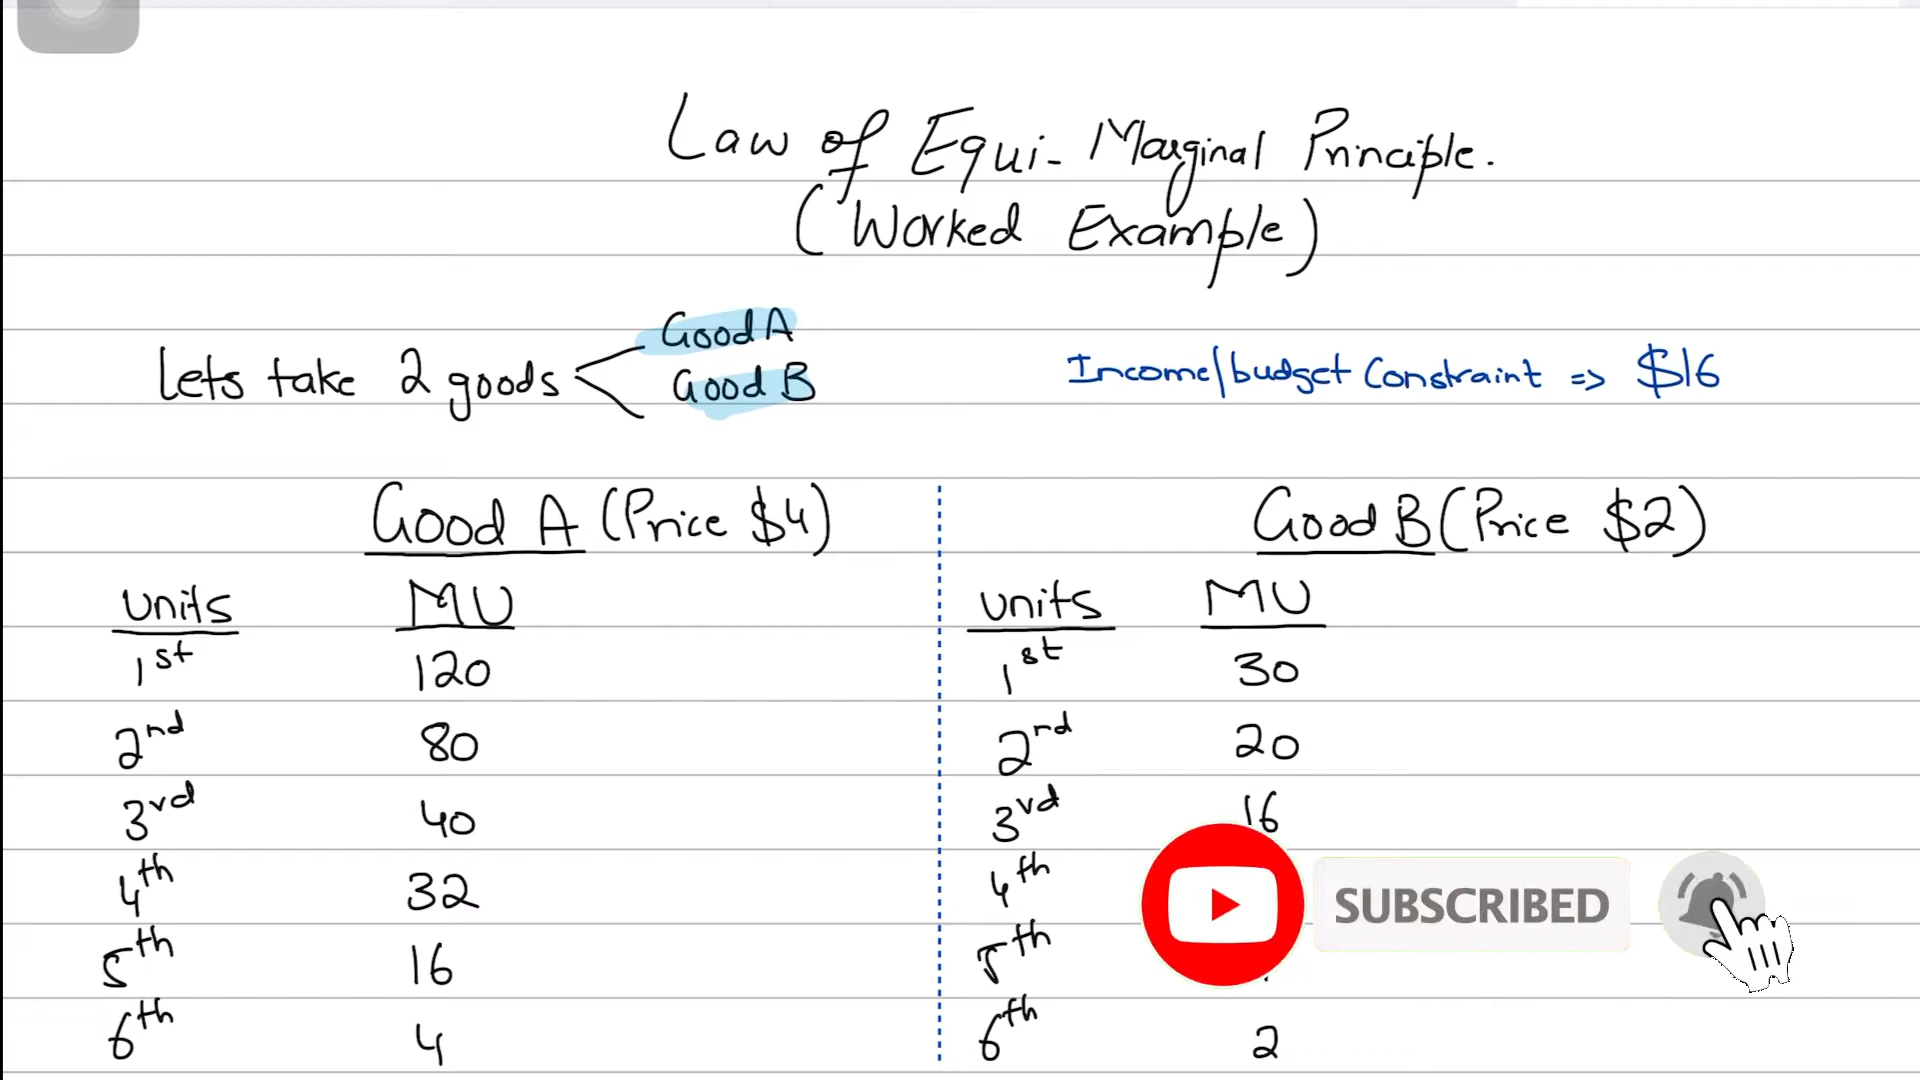 Law of Equi-Marginal Principle.
(Worked Example)
Good A
Lets take 2 goods
Good B
Income/budget Constraint => $16
Good A (Price $4)
Good B (Price $2)
units MU
units MU
1st 120
1st 30
2nd 80
2nd 20
3rd 40
3rd 16
4th 32
4th
SUBSCRIBED
5th 16
5th
6th 4
6th 2